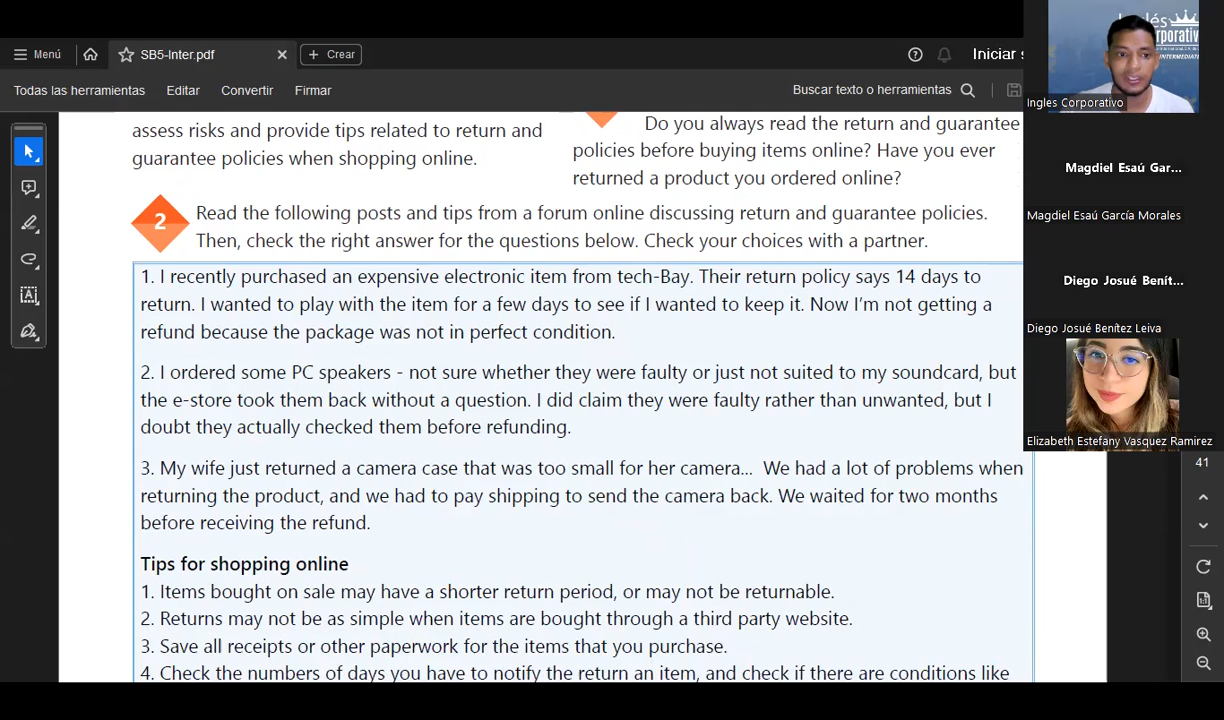 Menú
SB5-Inter.pdf
Crear
Iniciar s
Todas las herramientas
Editar
Convertir
Firmar
Buscar texto o herramientas
assess risks and provide tips related to return and
guarantee policies when shopping online.
Do you always read the return and guarantee
policies before buying items online? Have you ever
returned a product you ordered online?
2
Read the following posts and tips from a forum online discussing return and guarantee policies.
Then, check the right answer for the questions below. Check your choices with a partner.
1. I recently purchased an expensive electronic item from tech-Bay. Their return policy says 14 days to
return. I wanted to play with the item for a few days to see if I wanted to keep it. Now I'm not getting a
refund because the package was not in perfect condition.
2. I ordered some PC speakers - not sure whether they were faulty or just not suited to my soundcard, but
the e-store took them back without a question. I did claim they were faulty rather than unwanted, but I
doubt they actually checked them before refunding.
3. My wife just returned a camera case that was too small for her camera... We had a lot of problems when
returning the product, and we had to pay shipping to send the camera back. We waited for two months
before receiving the refund.
Tips for shopping online
1. Items bought on sale may have a shorter return period, or may not be returnable.
2. Returns may not be as simple when items are bought through a third party website.
3. Save all receipts or other paperwork for the items that you purchase.
4. Check the numbers of days you have to notify the return an item, and check if there are conditions like
Ingles Corporativo
Magdiel Esaú Gar...
Magdiel Esaú García Morales
Diego Josué Benít...
Diego Josué Benítez Leiva
Elizabeth Estefany Vasquez Ramirez
41